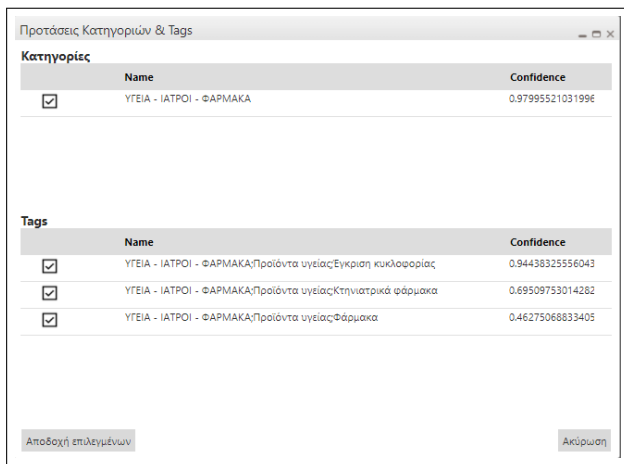 Προτάσεις Κατηγοριών & Tags
Κατηγορίες
Name Confidence
ΥΓΕΙΑ - ΙΑΤΡΟΙ - ΦΑΡΜΑΚΑ 0.97995521031996
Tags
Name Confidence
ΥΓΕΙΑ - ΙΑΤΡΟΙ - ΦΑΡΜΑΚΑ;Προϊόντα υγείας;Έγκριση κυκλοφορίας 0.94438325556043
ΥΓΕΙΑ - ΙΑΤΡΟΙ - ΦΑΡΜΑΚΑ;Προϊόντα υγείας;Κτηνιατρικά φάρμακα 0.69509753014282
ΥΓΕΙΑ - ΙΑΤΡΟΙ - ΦΑΡΜΑΚΑ;Προϊόντα υγείας;Φάρμακα 0.46275068833405
Αποδοχή επιλεγμένων Ακύρωση